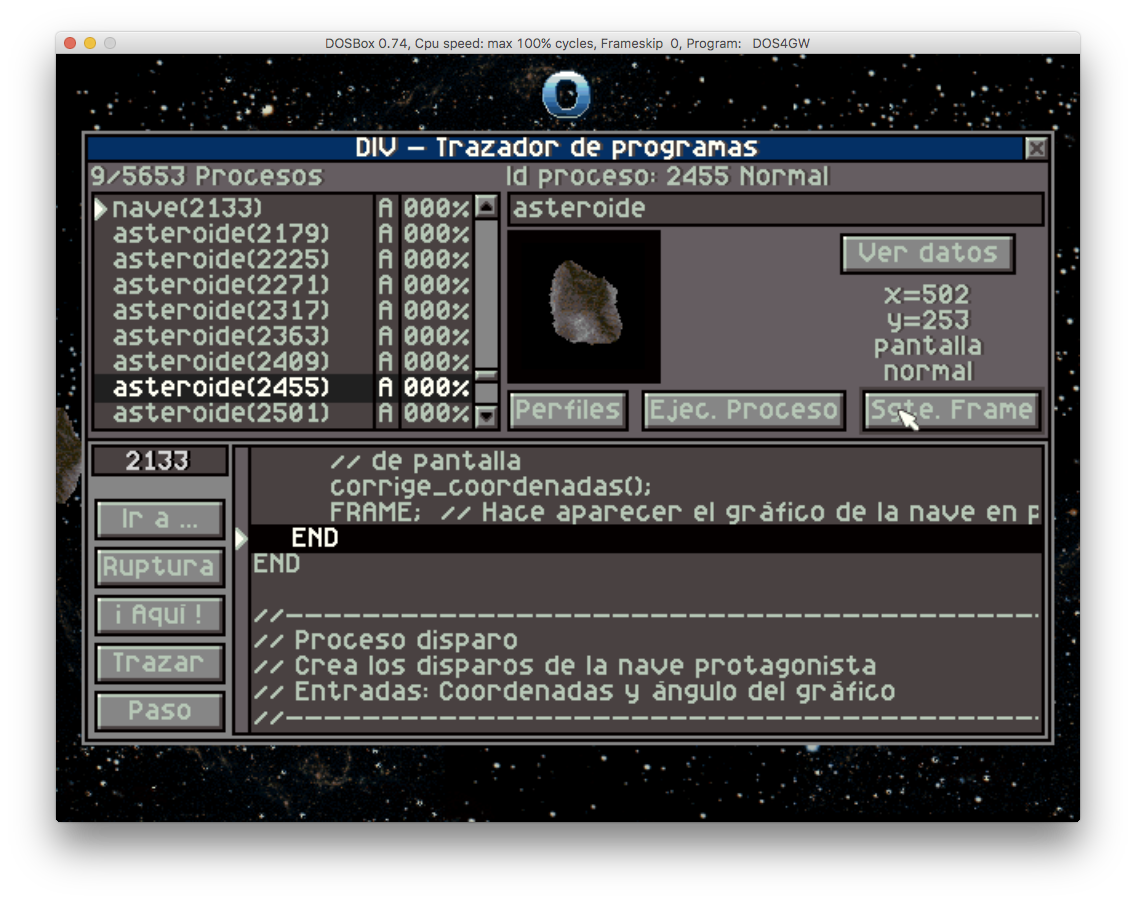 DOSBox 0.74, Cpu speed: max 100% cycles, Frameskip 0, Program: DOS4GW
0
DIV – Trazador de programas
9/5653 Procesos
Id proceso: 2455 Normal
nave(2133) A 000%
asteroide(2179) A 000%
asteroide(2225) A 000%
asteroide(2271) A 000%
asteroide(2317) A 000%
asteroide(2363) A 000%
asteroide(2409) A 000%
asteroide(2455) A 000%
asteroide(2501) A 000%
asteroide
Ver datos
x=502
y=253
pantalla
normal
Perfiles
Ejec. Proceso
Sgte. Frame
2133
Ir a ...
Ruptura
¡ Aquí !
Trazar
Paso
// de pantalla
corrige_coordenadas();
FRAME; // Hace aparecer el gráfico de la nave en p
END
END
//--------------------------------------
// Proceso disparo
// Crea los disparos de la nave protagonista
// Entradas: Coordenadas y ángulo del gráfico
//--------------------------------------